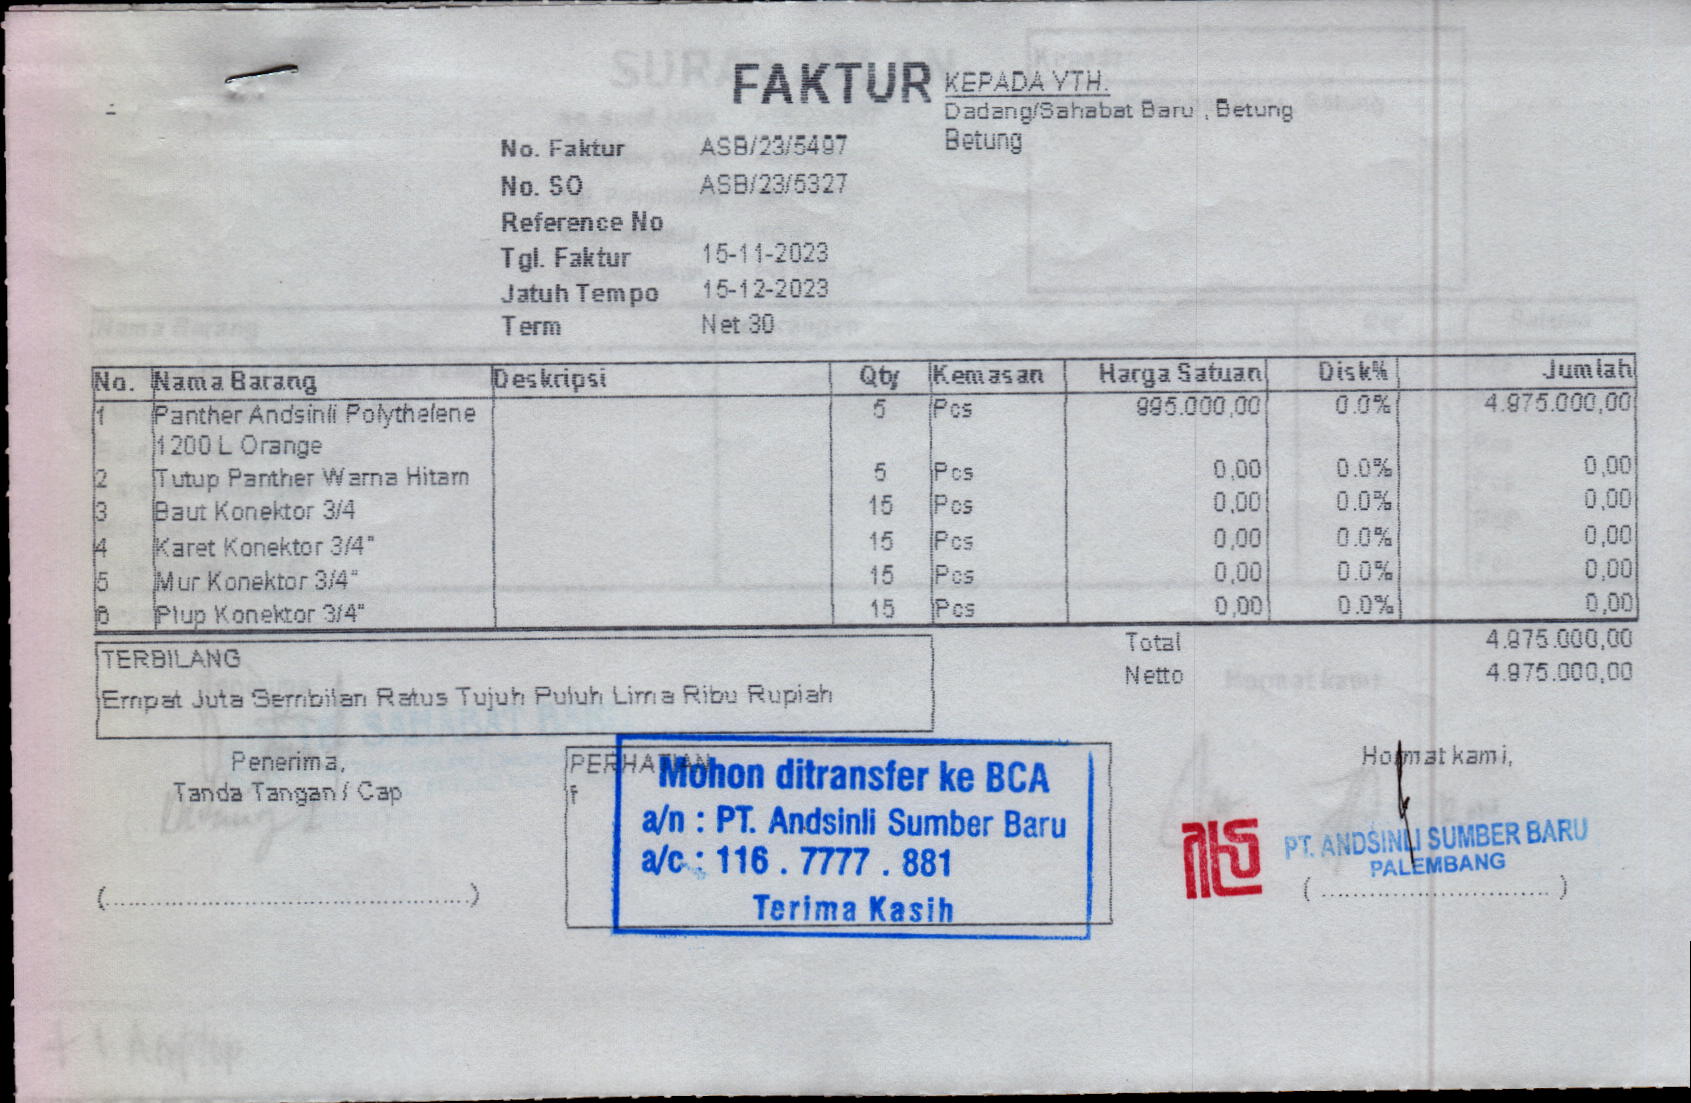 FAKTUR
KEPADA YTH.
Dadang/Sahabat Baru , Betung
Betung
No. Faktur ASB/23/5497
No. SO ASB/23/5327
Reference No
Tgl. Faktur 15-11-2023
Jatuh Tempo 15-12-2023
Term Net 30
No. Nama Barang Deskripsi Qty Kemasan Harga Satuan Disk% Jumlah
1 Panther Andsinli Polythelene 5 Pcs 995.000,00 0.0% 4.975.000,00
1200 L Orange
2 Tutup Panther Warna Hitam 5 Pcs 0,00 0.0% 0,00
3 Baut Konektor 3/4 15 Pcs 0,00 0.0% 0,00
4 Karet Konektor 3/4" 15 Pcs 0,00 0.0% 0,00
5 Mur Konektor 3/4" 15 Pcs 0,00 0.0% 0,00
6 Plup Konektor 3/4" 15 Pcs 0,00 0.0% 0,00
Total 4.975.000,00
Netto 4.975.000,00
TERBILANG
Empat Juta Sembilan Ratus Tujuh Puluh Lima Ribu Rupiah
Penerima,
Tanda Tangan / Cap
(........................................)
PERHATIAN
Mohon ditransfer ke BCA
a/n : PT. Andsinli Sumber Baru
a/c : 116 . 7777 . 881
Terima Kasih
Hormat kami,
PT. ANDSINLI SUMBER BARU
PALEMBANG
(............................)